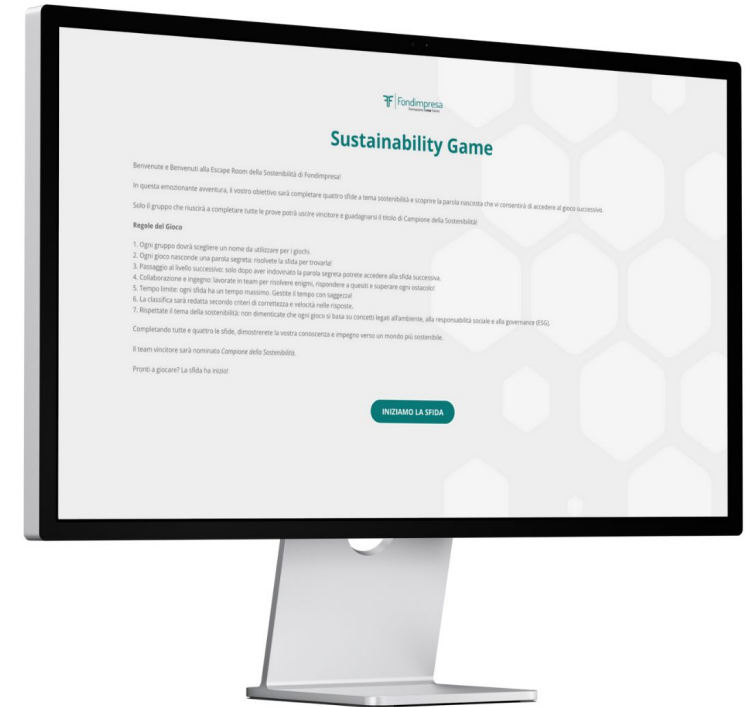 Fondimpresa
Sustainability Game
Benvenute e Benvenuti alla Escape Room della Sostenibilità di Fondimpresa!
In questa emozionante avventura, il vostro obiettivo sarà completare quattro sfide a tema sostenibilità e scoprire la parola nascosta che vi consentirà di accedere al gioco successivo.
Solo il gruppo che riuscirà a completare tutte le prove potrà uscire vincitore e guadagnarsi il titolo di Campione della Sostenibilità!
Regole del Gioco
1. Ogni gruppo dovrà scegliere un nome da utilizzare per i giochi.
2. Ogni gioco nasconde una parola segreta: risolvete la sfida per trovarla!
3. Passaggio al livello successivo: solo dopo aver indovinato la parola segreta potrete accedere alla sfida successiva.
4. Collaborazione e ingegno: lavorate in team per risolvere enigmi, rispondere a quesiti e superare ogni ostacolo!
5. Tempo limite: ogni sfida ha un tempo massimo. Gestite il tempo con saggezza!
6. La classifica sarà redatta secondo criteri di correttezza e velocità nelle risposte.
7. Rispettate il tema della sostenibilità: non dimenticate che ogni gioco si basa su concetti legati all'ambiente, alla responsabilità sociale e alla governance (ESG).
Completando tutte e quattro le sfide, dimostrerete la vostra conoscenza e impegno verso un mondo più sostenibile.
Il team vincitore sarà nominato Campione della Sostenibilità.
Pronti a giocare? La sfida ha inizio!
INIZIAMO LA SFIDA